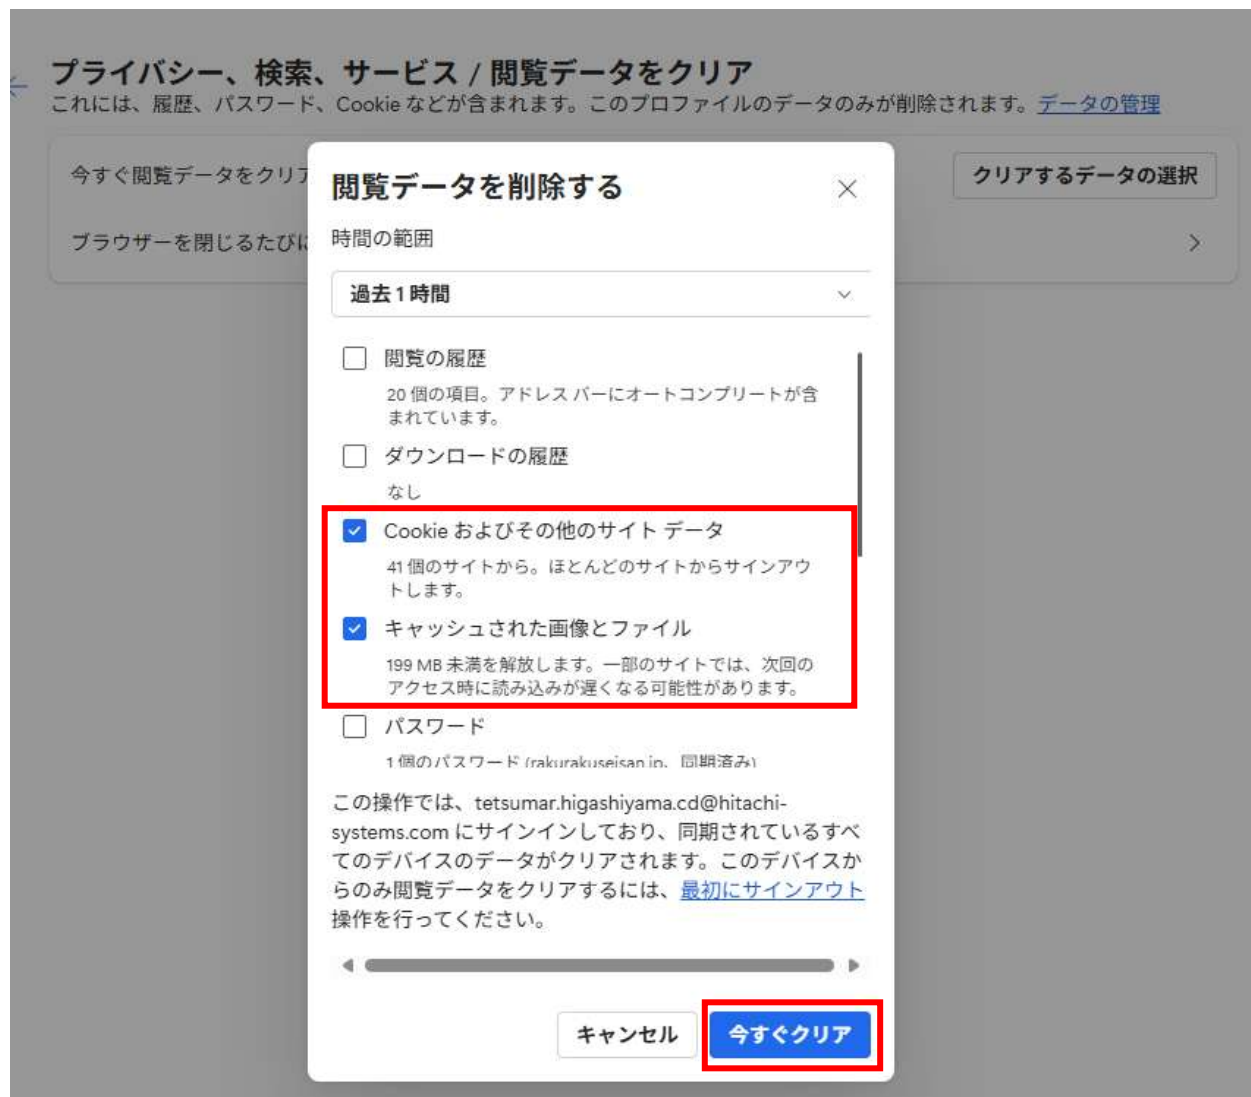 プライバシー、検索、サービス / 閲覧データをクリア
これには、履歴、パスワード、Cookie などが含まれます。このプロファイルのデータのみが削除されます。データの管理
今すぐ閲覧データをクリア
クリアするデータの選択
ブラウザーを閉じるたびに
閲覧データを削除する
時間の範囲
過去 1 時間
閲覧の履歴
20 個の項目。アドレス バーにオートコンプリートが含
まれています。
ダウンロードの履歴
なし
Cookie およびその他のサイト データ
41 個のサイトから。ほとんどのサイトからサインアウ
トします。
キャッシュされた画像とファイル
199 MB 未満を解放します。一部のサイトでは、次回の
アクセス時に読み込みが遅くなる可能性があります。
パスワード
1 個のパスワード (rakurakuseisan.jp、同期済み)
この操作では、tetsumar.higashiyama.cd@hitachi-
systems.com にサインインしており、同期されているすべ
てのデバイスのデータがクリアされます。このデバイスか
らのみ閲覧データをクリアするには、最初にサインアウト
操作を行ってください。
キャンセル
今すぐクリア